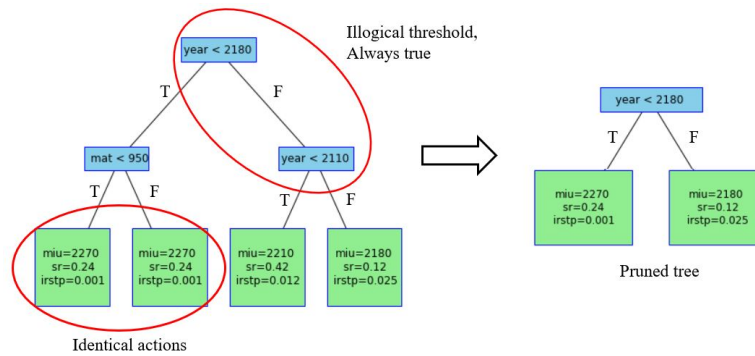 Illogical threshold,
Always true
year < 2180
T
F
mat < 950
year < 2110
T
F
T
F
miu=2270
sr=0.24
irstp=0.001
miu=2270
sr=0.24
irstp=0.001
miu=2210
sr=0.42
irstp=0.012
miu=2180
sr=0.12
irstp=0.025
Identical actions
year < 2180
T
F
miu=2270
sr=0.24
irstp=0.001
miu=2180
sr=0.12
irstp=0.025
Pruned tree